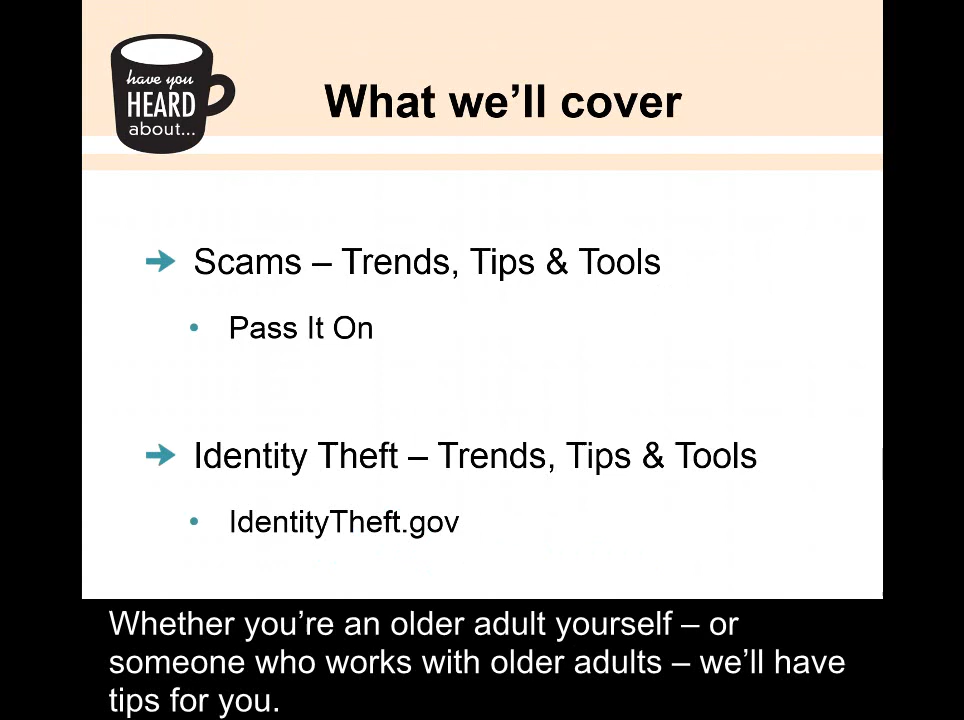 have you
HEARD
about...
What we’ll cover
Scams – Trends, Tips & Tools
• Pass It On
Identity Theft – Trends, Tips & Tools
• IdentityTheft.gov
Whether you’re an older adult yourself – or
someone who works with older adults – we’ll have
tips for you.